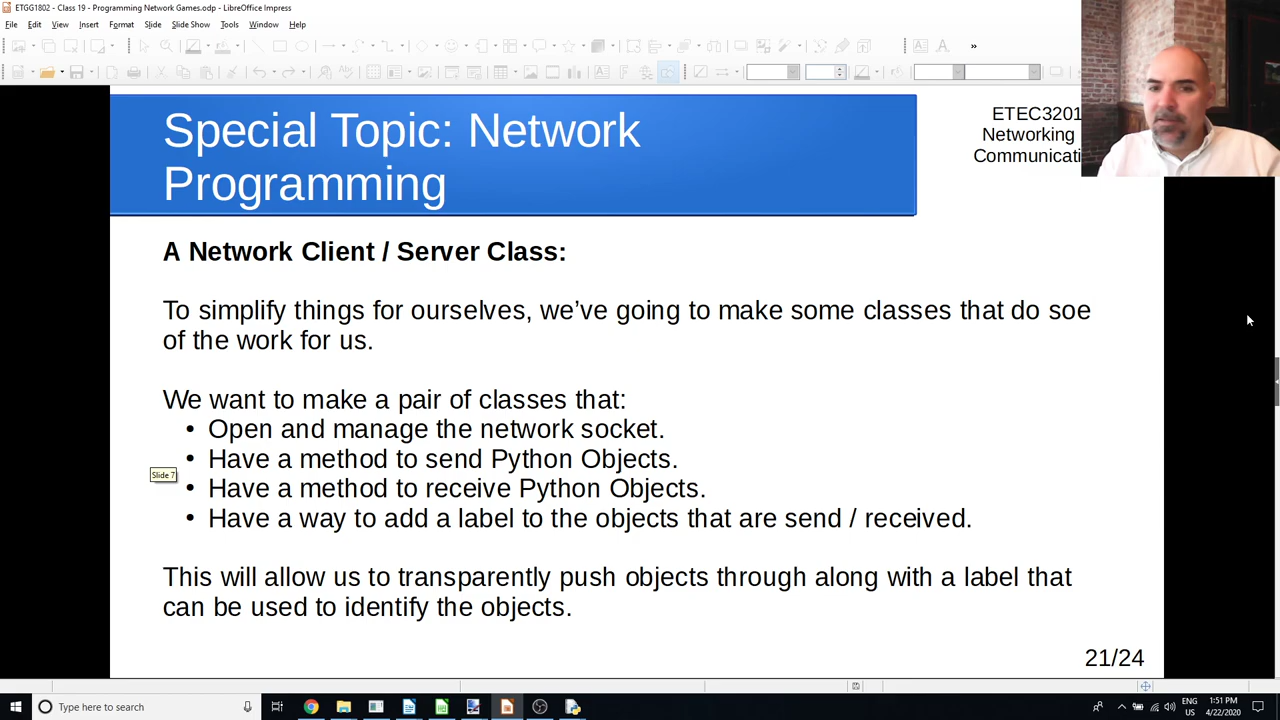 ETGG1802 - Class 19 - Programming Network Games.odp - LibreOffice Impress
File Edit View Insert Format Slide Slide Show Tools Window Help
Special Topic: Network
Programming
ETEC3201
Networking
Communicati
A Network Client / Server Class:
To simplify things for ourselves, we’ve going to make some classes that do soe
of the work for us.
We want to make a pair of classes that:
• Open and manage the network socket.
• Have a method to send Python Objects.
Slide 7
• Have a method to receive Python Objects.
• Have a way to add a label to the objects that are send / received.
This will allow us to transparently push objects through along with a label that
can be used to identify the objects.
21/24
Type here to search
ENG
US
1:51 PM
4/22/2020